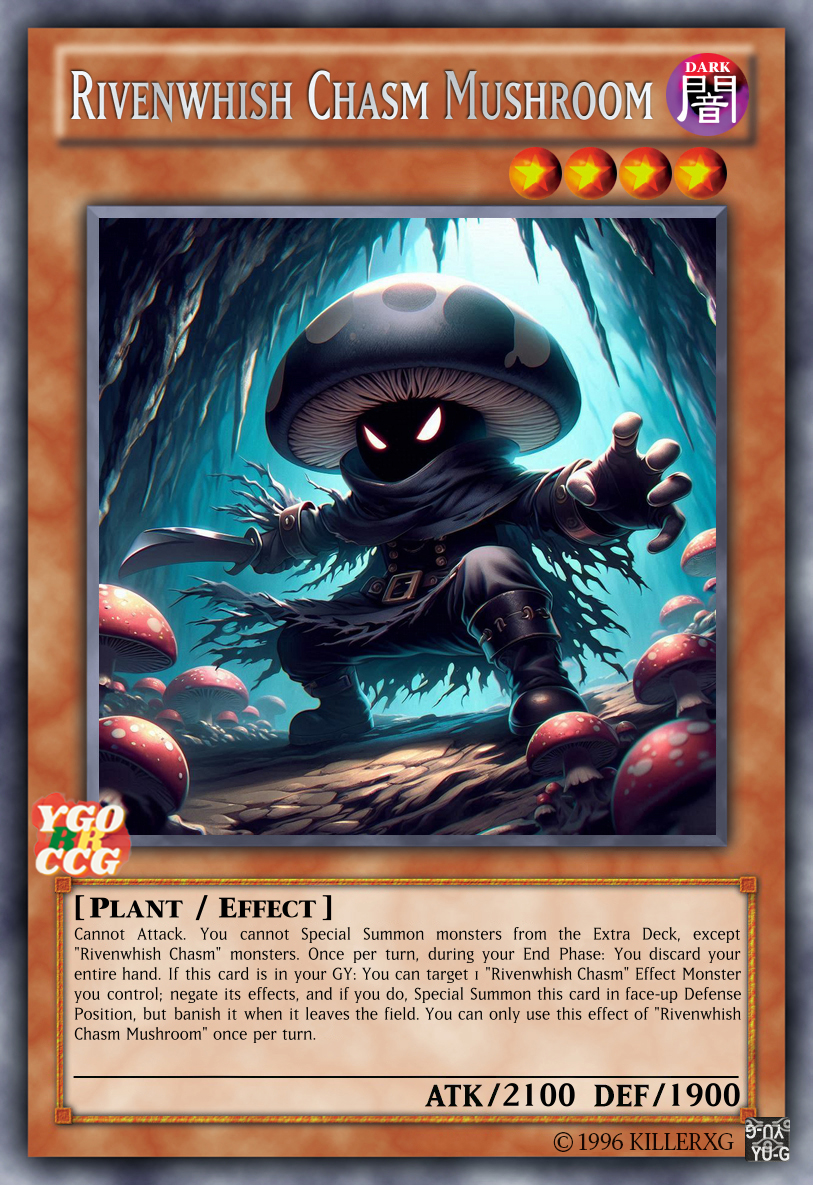 Rivenwhish Chasm Mushroom
DARK
闇
YGO
RR
CCG
[ Plant / Effect ]
Cannot Attack. You cannot Special Summon monsters from the Extra Deck, except
"Rivenwhish Chasm" monsters. Once per turn, during your End Phase: You discard your
entire hand. If this card is in your GY: You can target 1 "Rivenwhish Chasm" Effect Monster
you control; negate its effects, and if you do, Special Summon this card in face-up Defense
Position, but banish it when it leaves the field. You can only use this effect of "Rivenwhish
Chasm Mushroom" once per turn.
ATK/2100 DEF/1900
© 1996 KILLERXG
YU-G
YU-G